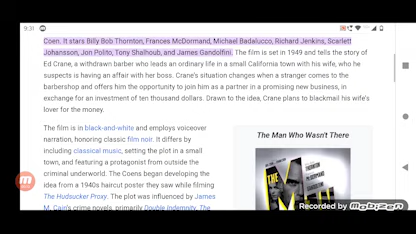 9:31
Coen. It stars Billy Bob Thornton, Frances McDormand, Michael Badalucco, Richard Jenkins, Scarlett
Johansson, Jon Polito, Tony Shalhoub, and James Gandolfini. The film is set in 1949 and tells the story of
Ed Crane, a withdrawn barber who leads an ordinary life in a small California town with his wife, who he
suspects is having an affair with her boss. Crane's situation changes when a stranger comes to the
barbershop and offers him the opportunity to join him as a partner in a promising new business, in
exchange for an investment of ten thousand dollars. Drawn to the idea, Crane plans to blackmail his wife's
lover for the money.
The film is in black-and-white and employs voiceover
narration, honoring classic film noir. It differs by
including classical music, setting the plot in a small
town, and featuring a protagonist from outside the
criminal underworld. The Coens began developing the
idea from a 1940s haircut poster they saw while filming
The Hudsucker Proxy. The plot was influenced by James
M. Cain's crime novels, primarily Double Indemnity, The
The Man Who Wasn't There
THORNTON
THE
MAN
Recorded by mobizen